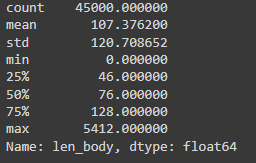 count    45000.000000
mean       107.376200
std        120.708652
min          0.000000
25%         46.000000
50%         76.000000
75%        128.000000
max       5412.000000
Name: len_body, dtype: float64